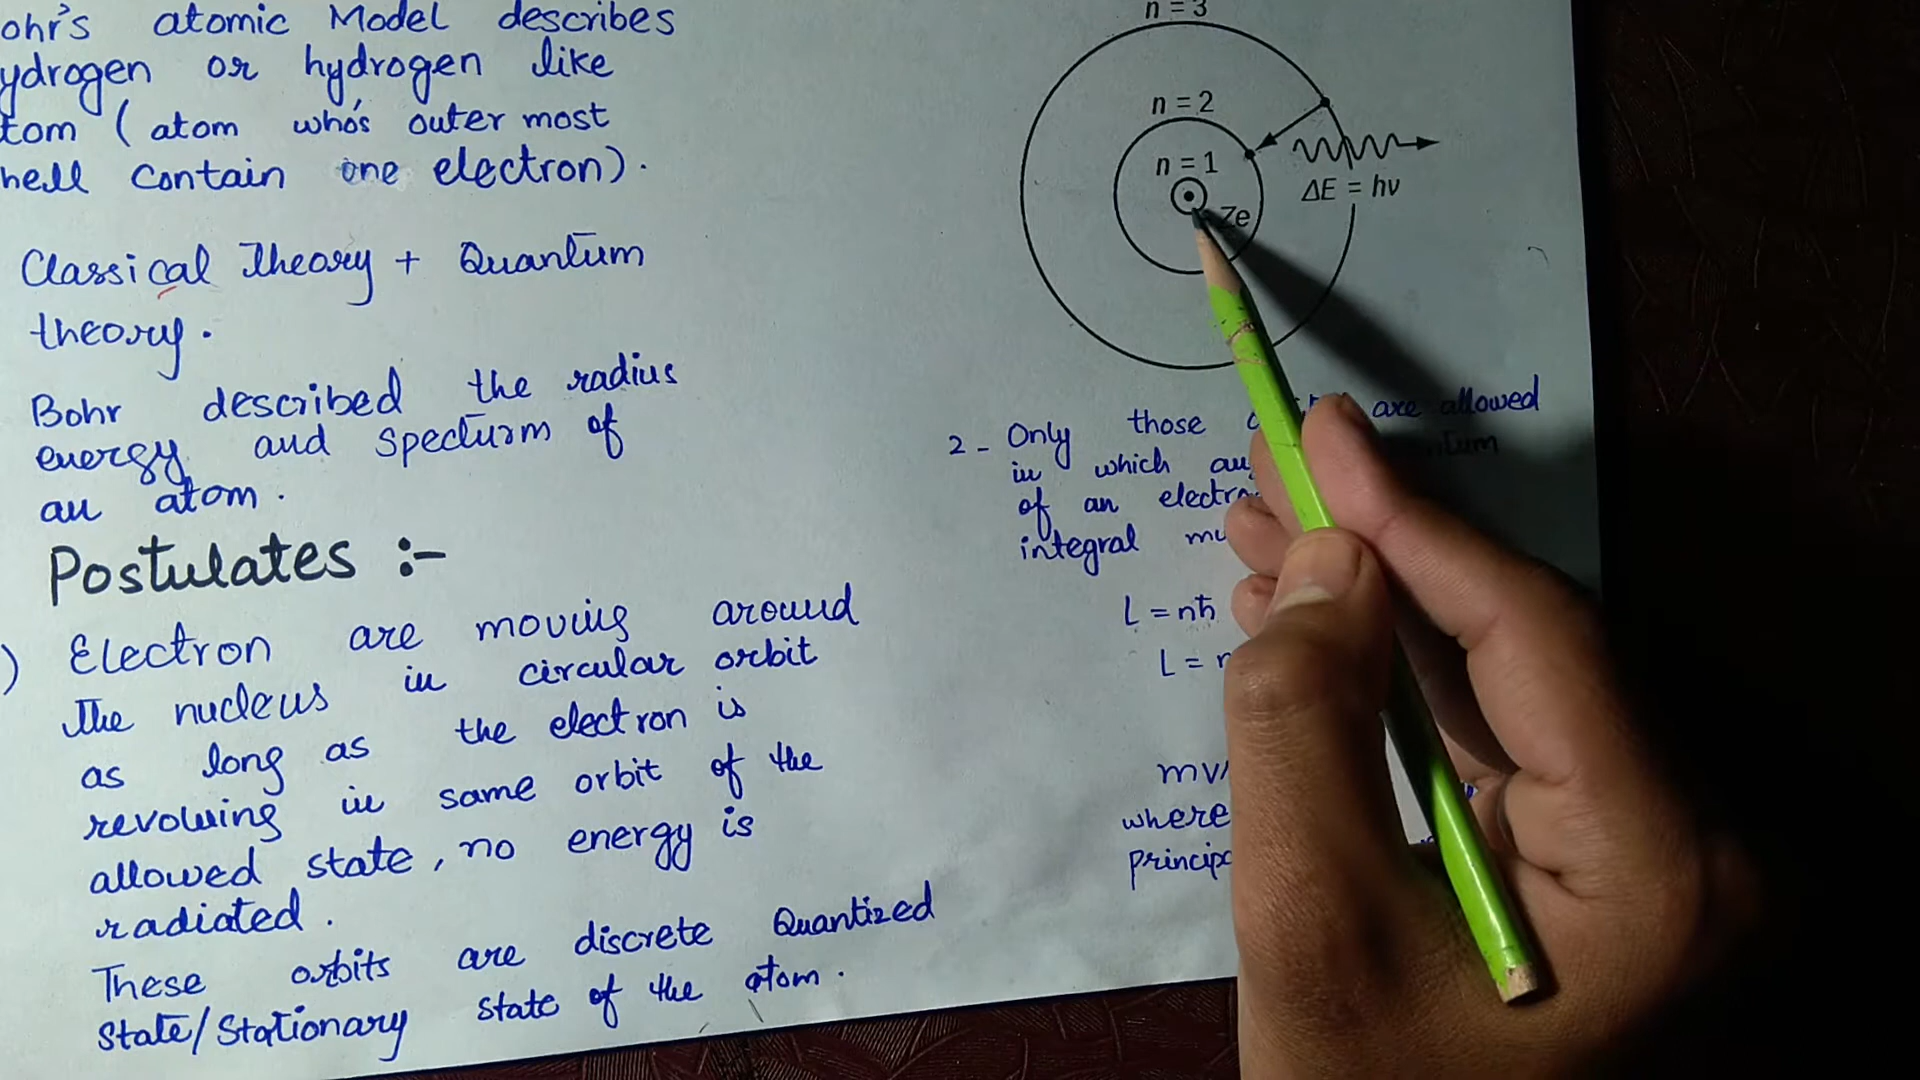 ohr's atomic Model describes
ydrogen or hydrogen like
tom (atom who's outer most
hell contain one electron).
Classical Theory + Quantum
theory.
Bohr described the radius
energy and specturm of
an atom.
Postulates :-
) Electron are moving around
The nucleus in circular orbit
as long as the electron is
revolving in same orbit of the
allowed state, no energy is
radiated.
These orbits are discrete Quantized
state/Stationary state of the atom.
n = 3
n = 2
n = 1
Ze
ΔE = hν
2 - Only those are allowed
in which
of an
integral
L = nħ
L =
where